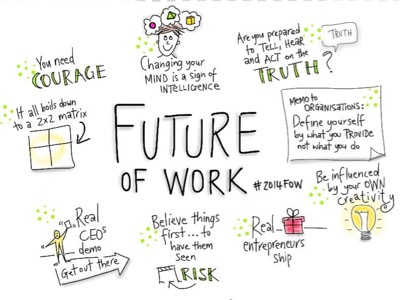 You need
COURAGE
Changing your
MIND is a sign of
INTELLIGENCE
Are you prepared
to TELL, HEAR
and ACT on the
TRUTH?
TRUTH
It all boils down
to a 2x2 matrix
FUTURE
OF WORK
#2014FOW
MEMO TO
ORGANISATIONS:
Define yourself
by what you PROVIDE
not what you do
Real
CEOs
demo
Get out there
Believe things
first... to
have them
seen
RISK
Real
entrepreneurs
ship
Be influenced
by your OWN
creativity